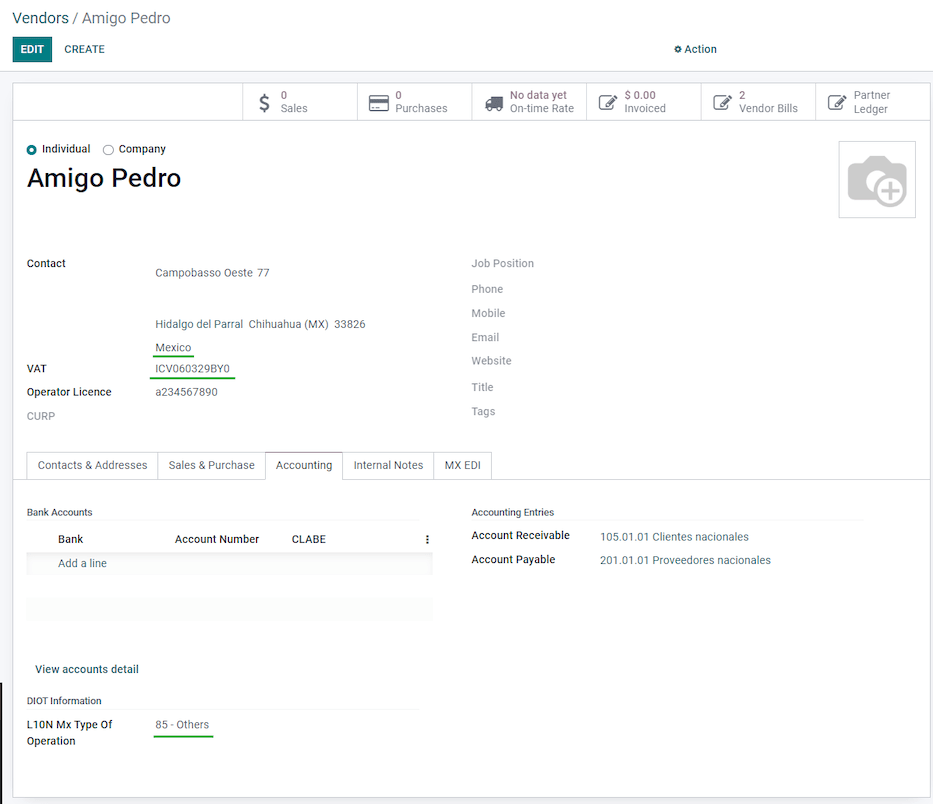 Vendors / Amigo Pedro
EDIT CREATE Action
0 Sales
0 Purchases
No data yet On-time Rate
$ 0.00 Invoiced
2 Vendor Bills
Partner Ledger
Individual Company
Amigo Pedro
Contact
Campobasso Oeste 77
Hidalgo del Parral Chihuahua (MX) 33826
Mexico
VAT ICV060329BY0
Operator Licence a234567890
CURP
Job Position
Phone
Mobile
Email
Website
Title
Tags
Contacts & Addresses Sales & Purchase Accounting Internal Notes MX EDI
Bank Accounts
Bank Account Number CLABE
Add a line
View accounts detail
DIOT Information
L10N Mx Type Of Operation 85 - Others
Accounting Entries
Account Receivable 105.01.01 Clientes nacionales
Account Payable 201.01.01 Proveedores nacionales